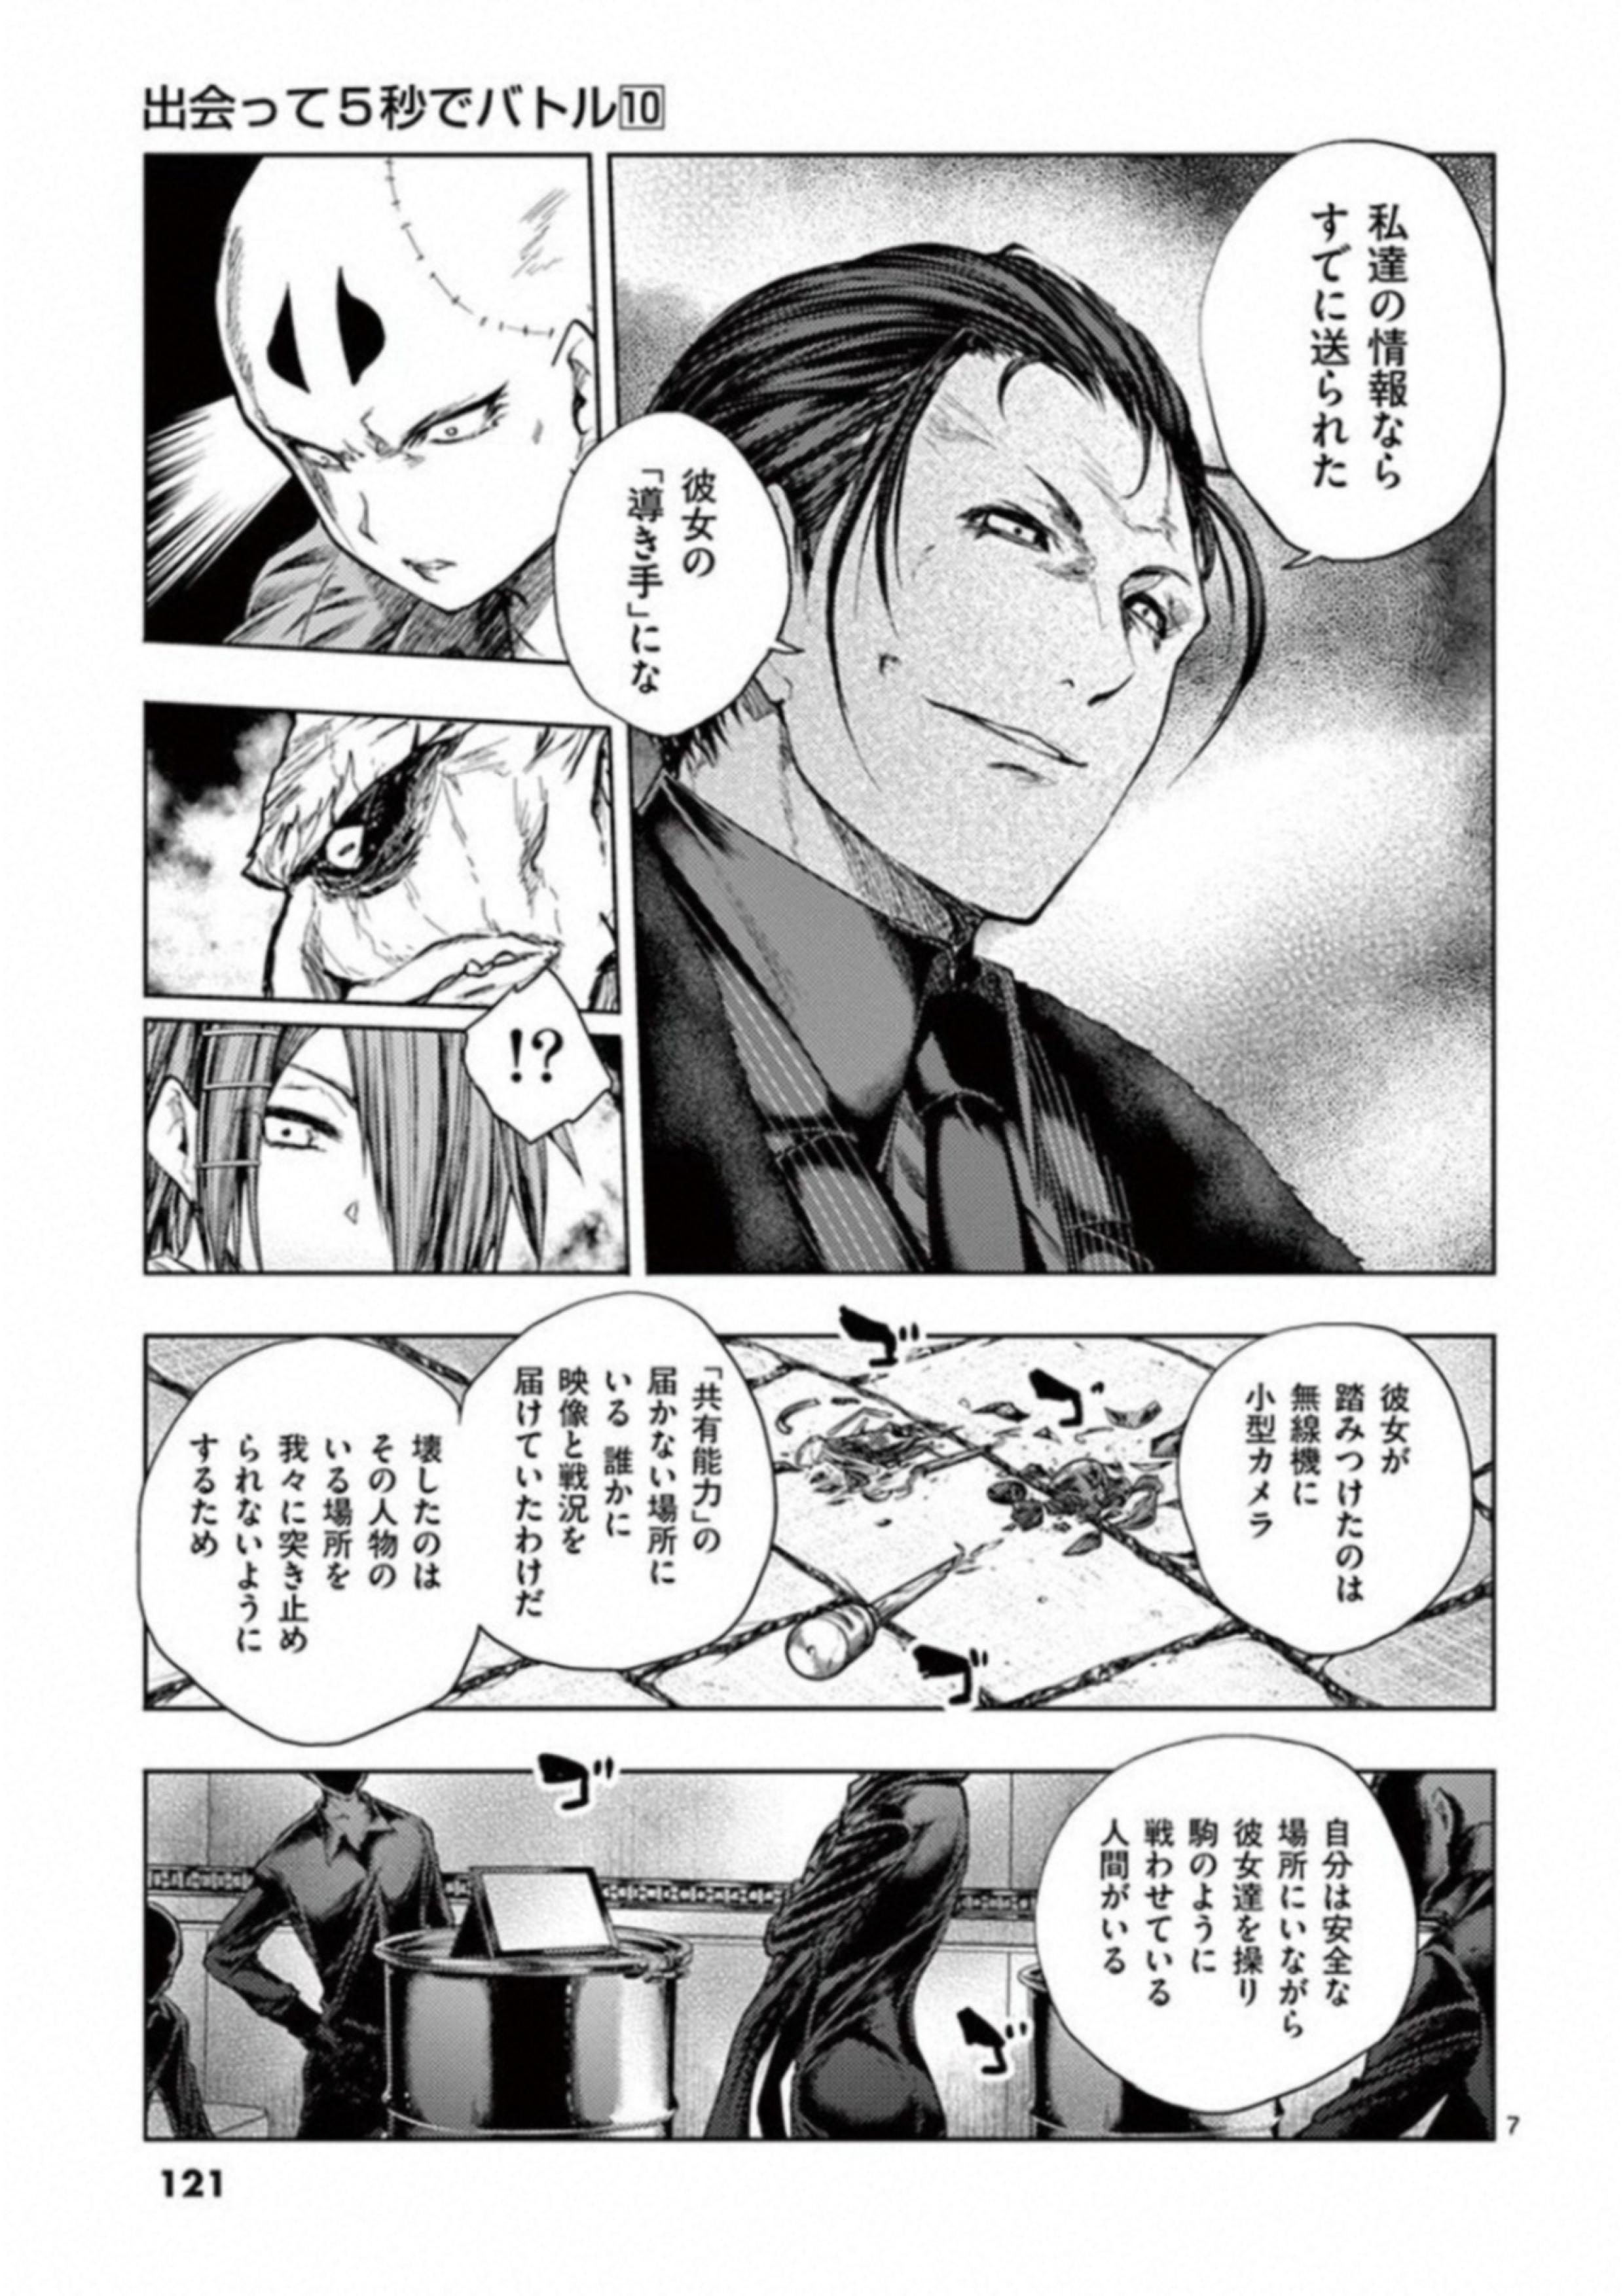 出会って5秒でバトル10
私達の情報なら
すでに送られた
彼女の
「導き手」にな
!?
彼女が
踏みつけたのは
無線機に
小型カメラ
「共有能力」の
届かない場所に
いる 誰かに
映像と戦況を
届けていたわけだ
壊したのは
その人物の
いる場所を
我々に突き止め
られないように
するため
ゴ
ゴ
ゴ
自分は安全な
場所にいながら
彼女達を操り
駒のように
戦わせている
人間がいる
ゴ
ゴ
7
121